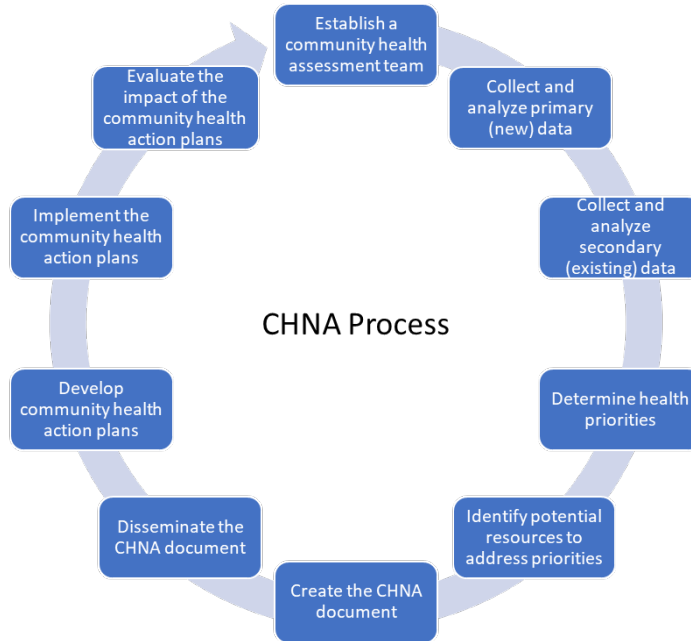 Establish a
community health
assessment team
Collect and
analyze primary
(new) data
Collect and
analyze
secondary
(existing) data
Determine health
priorities
Identify potential
resources to
address priorities
Create the CHNA
document
Disseminate the
CHNA document
Develop
community health
action plans
Implement the
community health
action plans
Evaluate the
impact of the
community health
action plans
CHNA Process